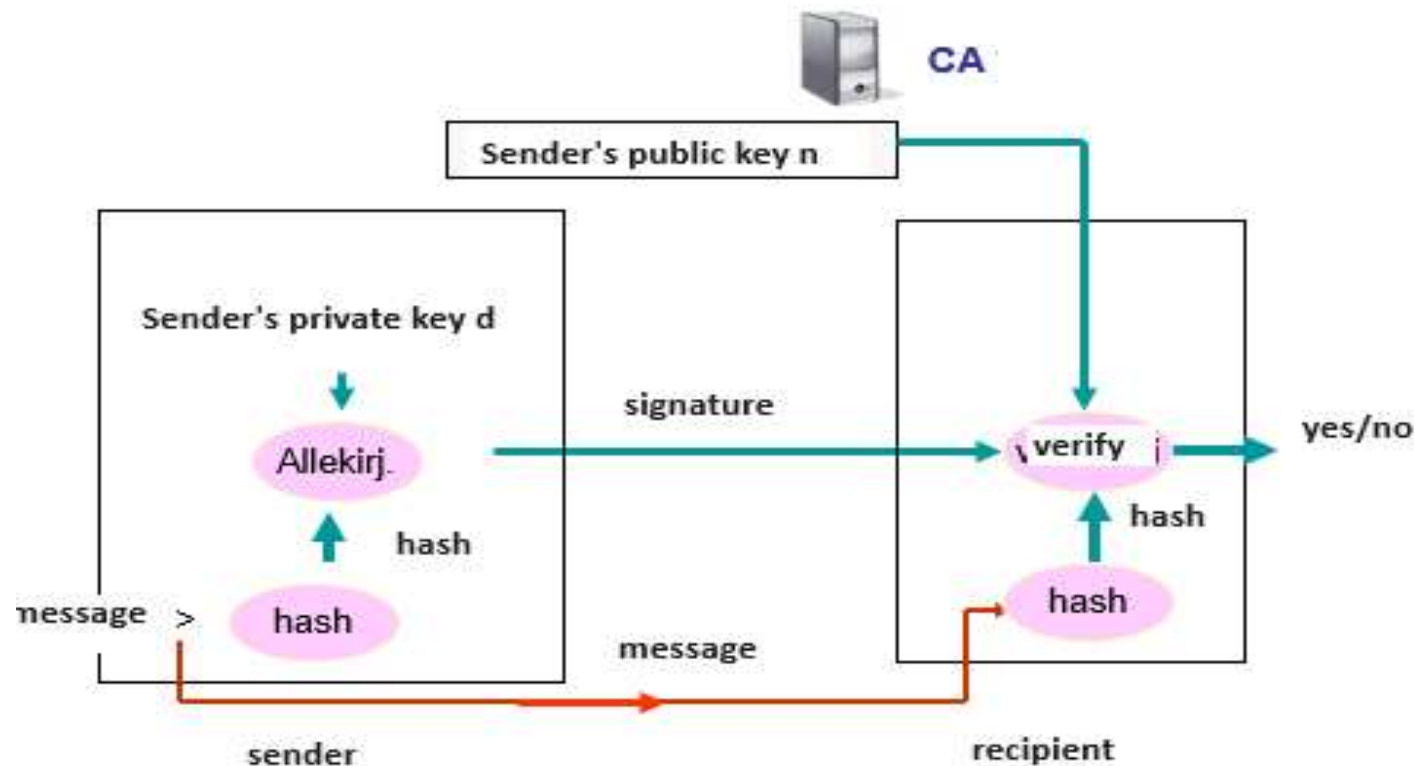 CA
Sender's public key n
Sender's private key d
signature
Allekirj.
verify
yes/no
hash
hash
message >
hash
hash
message
sender
recipient